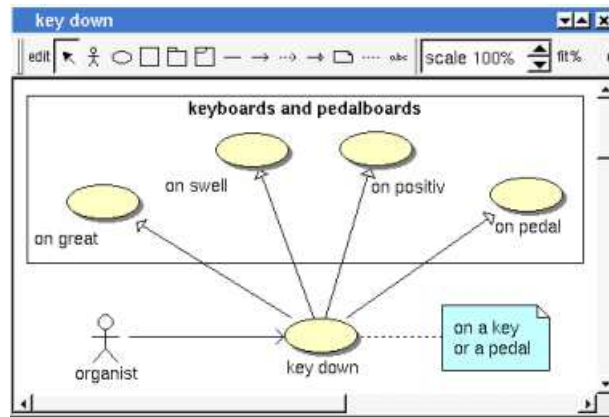 key down
edit abc scale 100% fit%
keyboards and pedalboards
on swell
on positiv
on great
on pedal
on a key
or a pedal
organist
key down